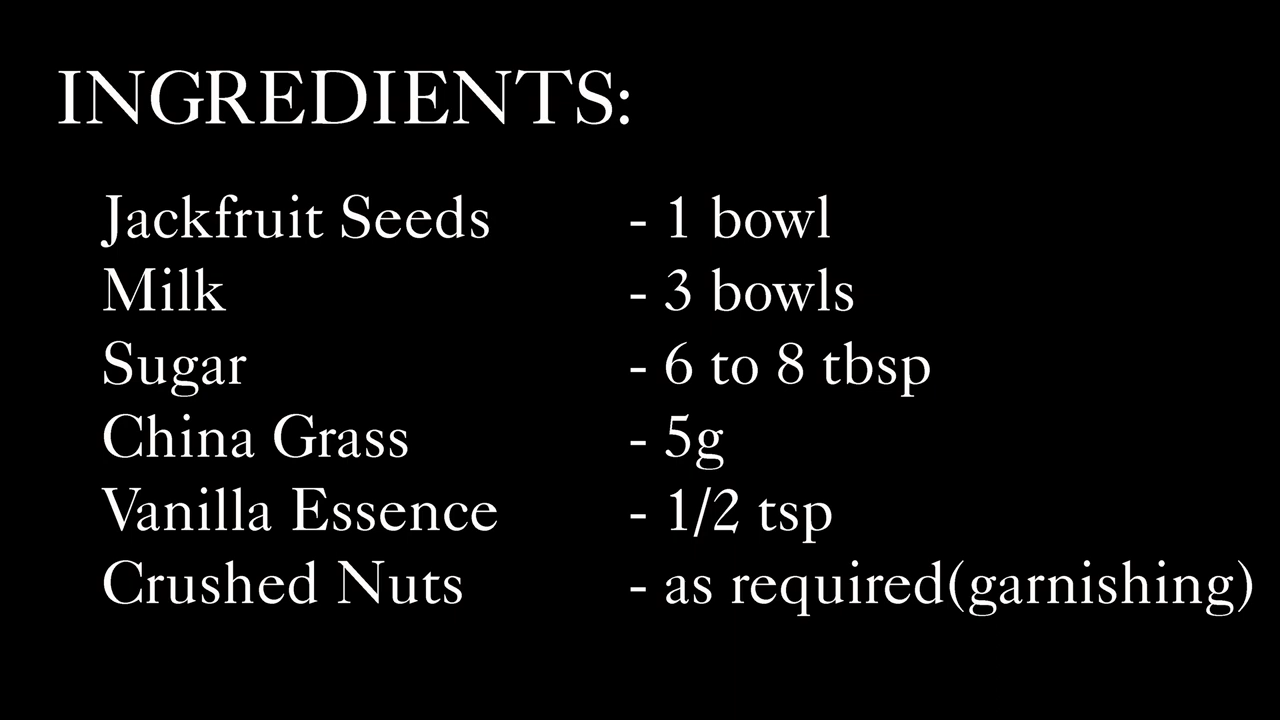 INGREDIENTS:
Jackfruit Seeds - 1 bowl
Milk - 3 bowls
Sugar - 6 to 8 tbsp
China Grass - 5g
Vanilla Essence - 1/2 tsp
Crushed Nuts - as required(garnishing)